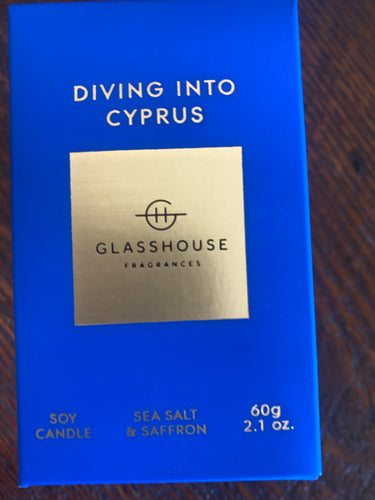 DIVING INTO
CYPRUS
GLASSHOUSE
FRAGRANCES
SOY
CANDLE
SEA SALT
& SAFFRON
60g
2.1 oz.